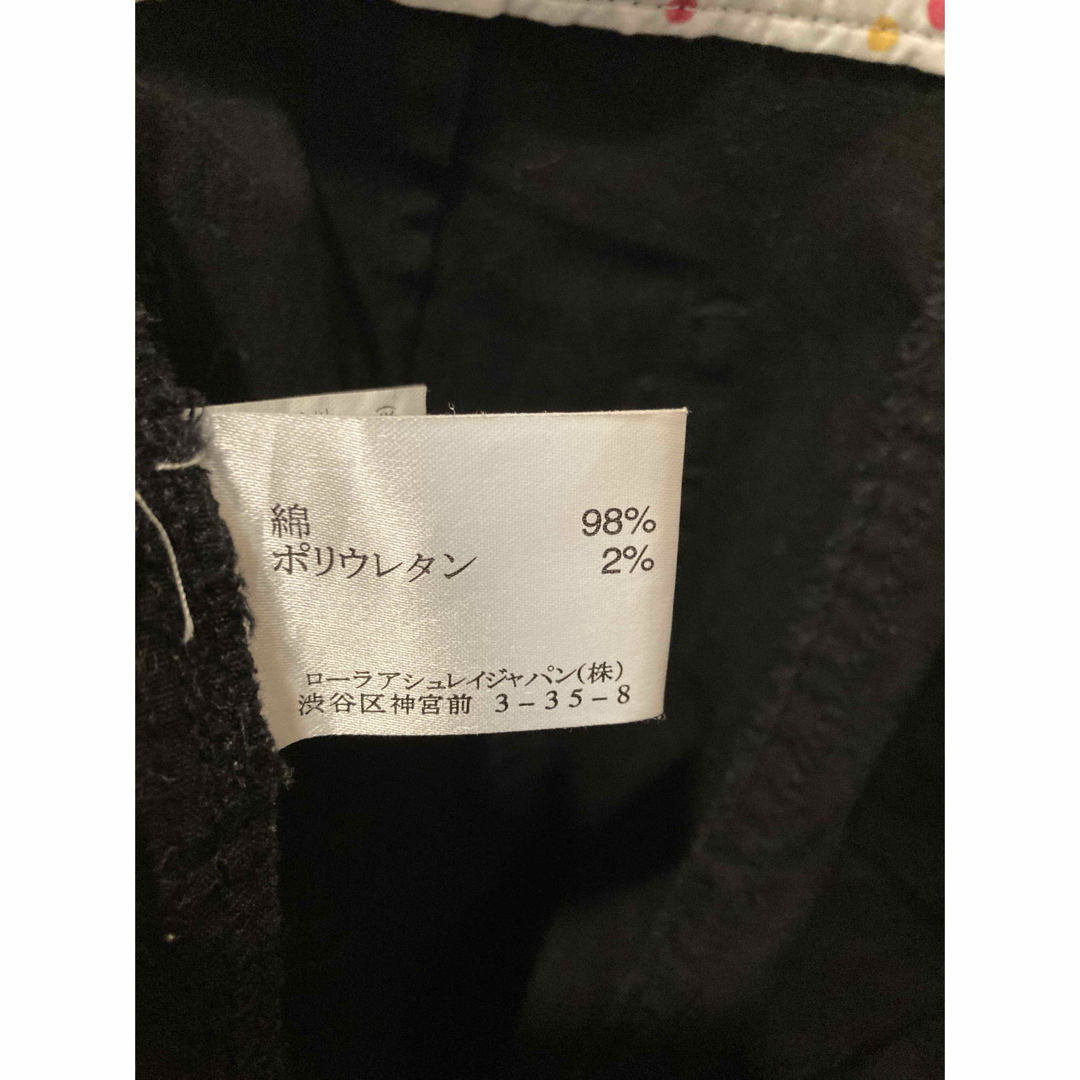 綿 98%
ポリウレタン 2%
ローラアシュレイジャパン(株)
渋谷区神宮前 3-35-8